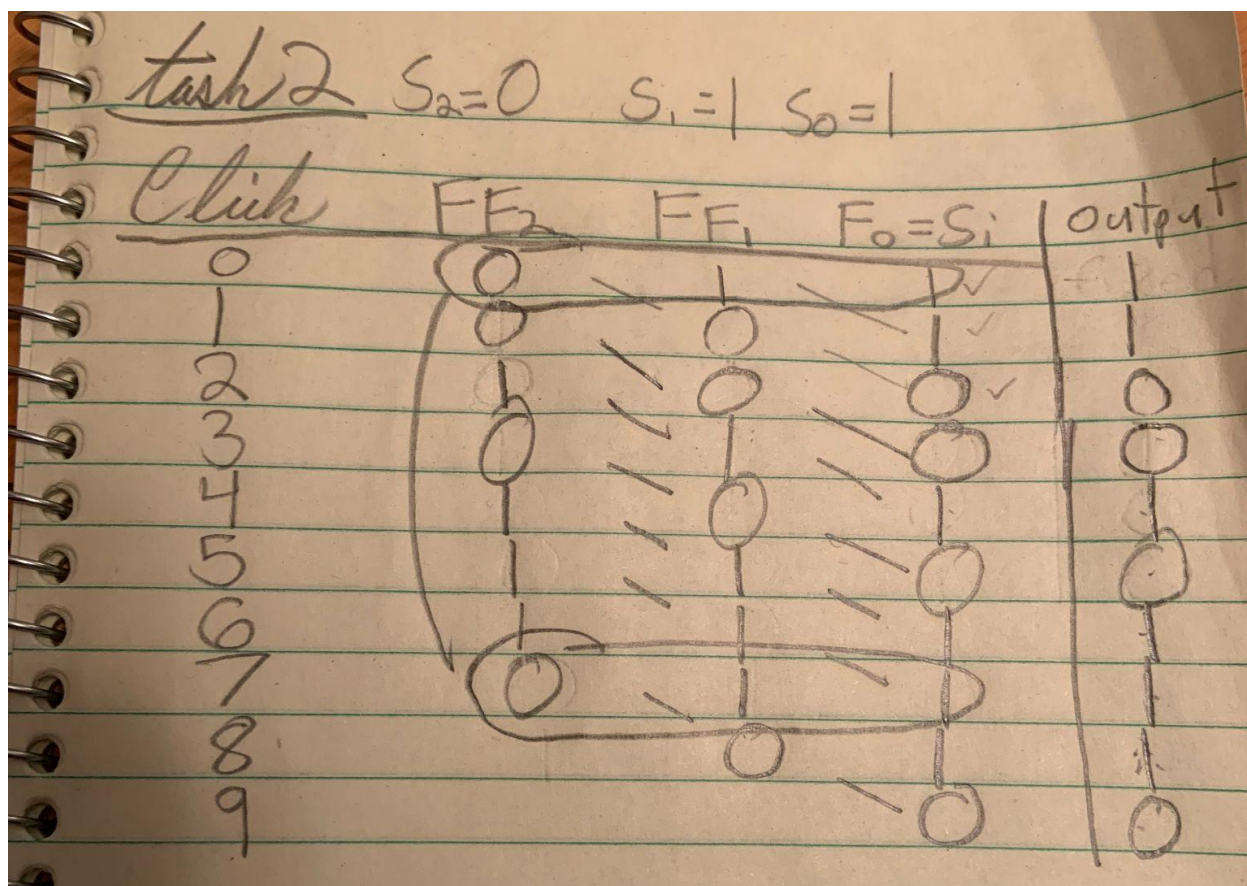 task 2 S₂=0 S₁=1 S₀=1
Click FF₂ FF₁ F₀=Si output
0 0 1 1 ✓ 1
1 0 0 1 ✓ 1
2 1 0 0 ✓ 0
3 0 1 0 0
4 1 0 1 1
5 1 1 0 0
6 1 1 1 1
7 0 1 1 1
8 0 1 1
9 0 0